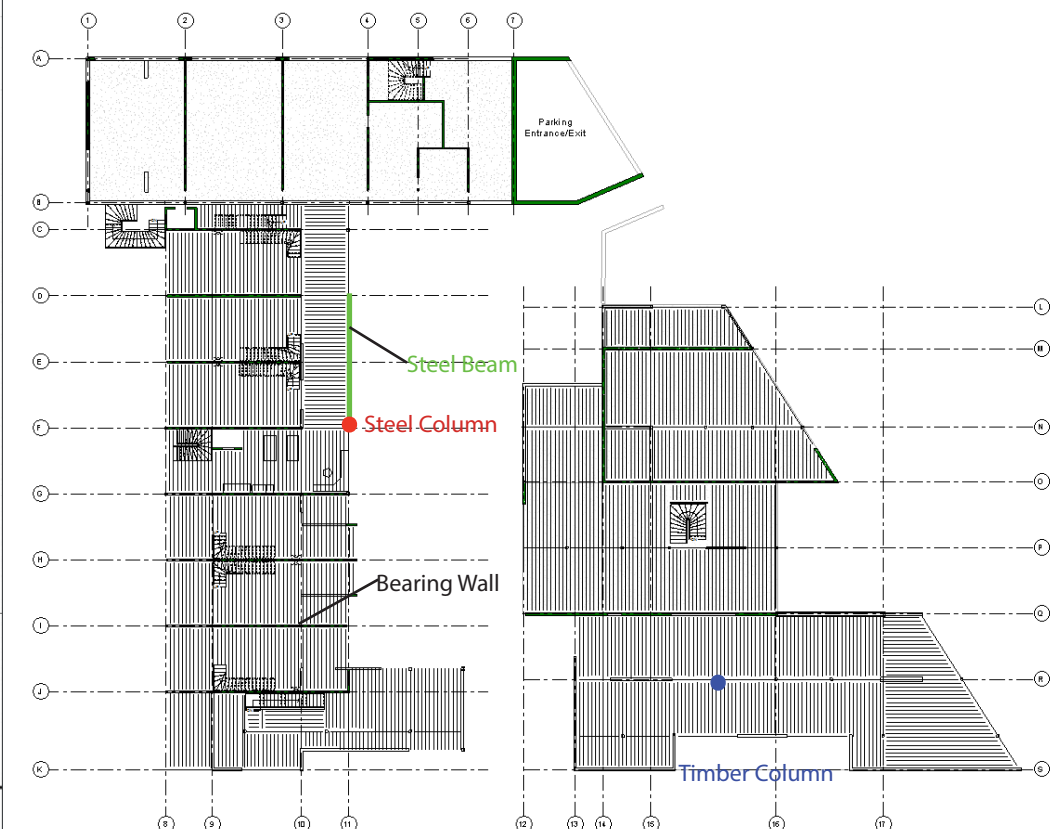 1 2 3 4 5 6 7
A
Parking
Entrance/Exit
B
C
D
L
M
E
Steel Beam
F
Steel Column
N
G
O
H
P
Bearing Wall
I
Q
J
R
K
Timber Column
S
8 9 10 11 12 13 14 15 16 17